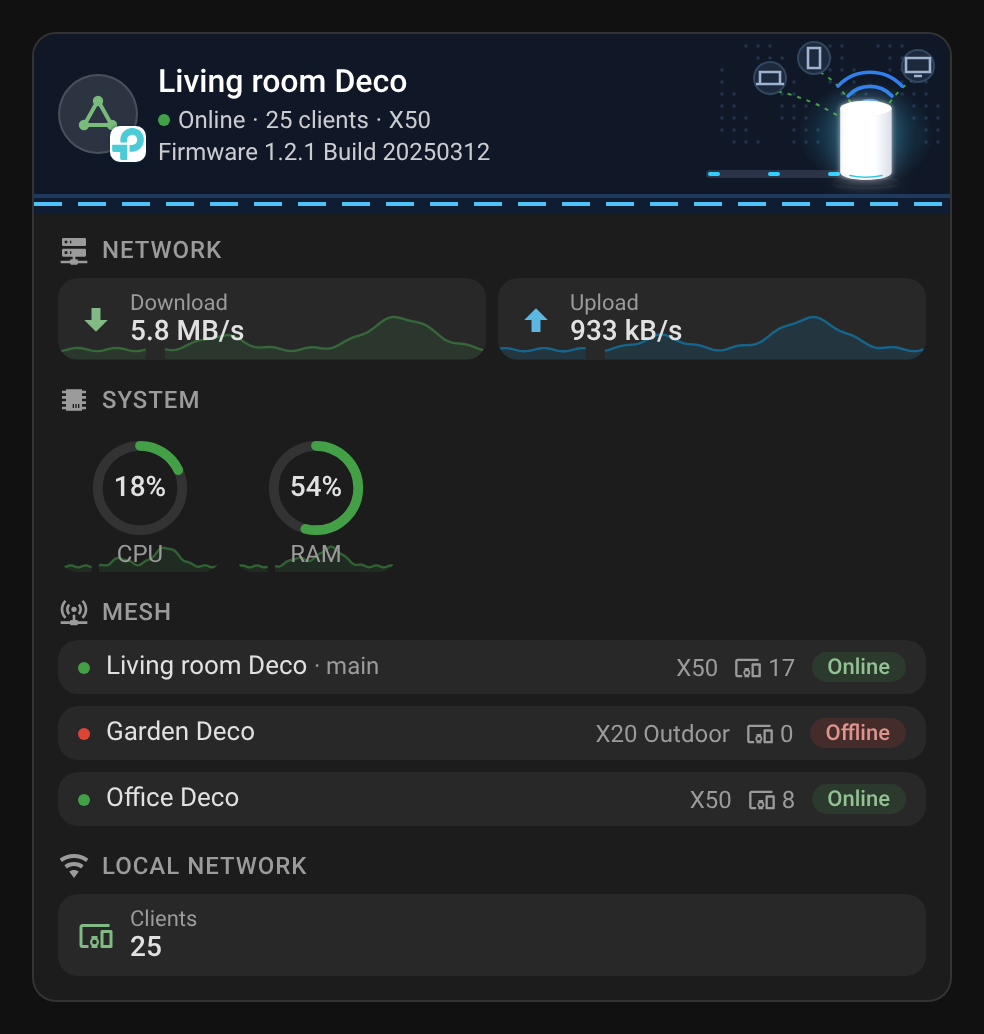 Living room Deco
Online · 25 clients · X50
Firmware 1.2.1 Build 20250312
NETWORK
Download
5.8 MB/s
Upload
933 kB/s
SYSTEM
18%
CPU
54%
RAM
MESH
Living room Deco · main X50 17 Online
Garden Deco X20 Outdoor 0 Offline
Office Deco X50 8 Online
LOCAL NETWORK
Clients
25